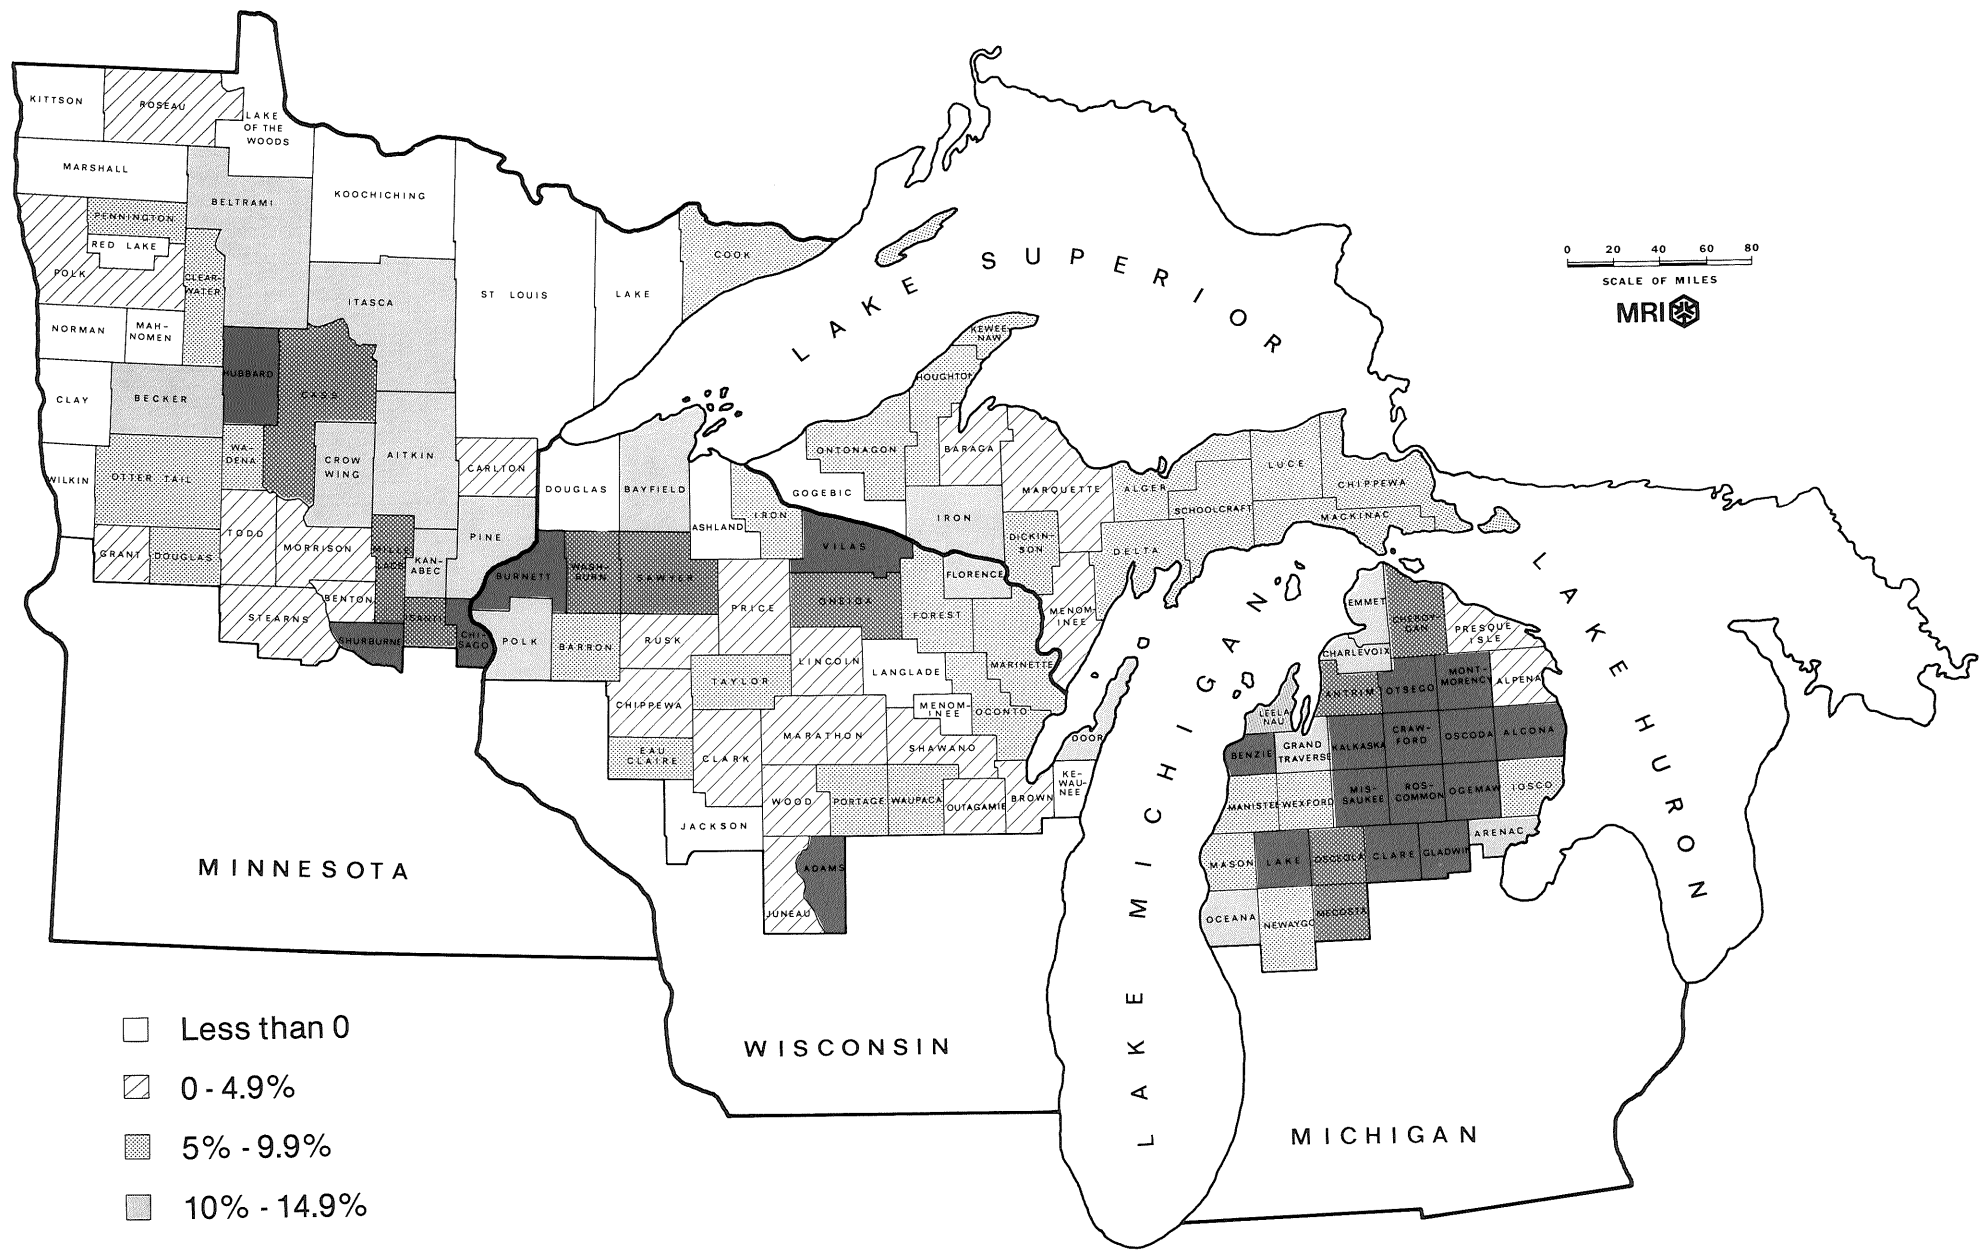 KITTSON
ROSEAU
LAKE
OF THE
WOODS
MARSHALL
BELTRAMI
KOOCHICHING
PENNINGTON
RED LAKE
POLK
CLEAR-
WATER
ITASCA
ST LOUIS
LAKE
COOK
NORMAN
MAH-
NOMEN
HUBBARD
CASS
CLAY
BECKER
WA-
DENA
CROW
WING
AITKIN
CARLTON
WILKIN
OTTER TAIL
TODD
MORRISON
MILLE
LACS
KAN-
ABEC
PINE
GRANT
DOUGLAS
STEARNS
BENTON
SHURBURNE
ISANTI
CHI-
SAGO
MINNESOTA
DOUGLAS
BAYFIELD
ASHLAND
IRON
VILAS
BURNETT
WASH-
BURN
SAWYER
PRICE
ONEIDA
FOREST
FLORENCE
POLK
BARRON
RUSK
LINCOLN
LANGLADE
MARINETTE
TAYLOR
CHIPPEWA
MENOM-
INEE
OCONTO
MARATHON
SHAWANO
DOOR
EAU
CLAIRE
CLARK
WOOD
PORTAGE
WAUPACA
OUTAGAMIE
BROWN
KE-
WAU-
NEE
JACKSON
JUNEAU
ADAMS
WISCONSIN
LAKE SUPERIOR
KEWEE-
NAW
HOUGHTON
ONTONAGON
BARAGA
GOGEBIC
IRON
MARQUETTE
ALGER
LUCE
CHIPPEWA
SCHOOLCRAFT
MACKINAC
DICKIN-
SON
DELTA
MENOM-
INEE
LAKE MICHIGAN
LAKE HURON
EMMET
CHEBOY-
GAN
PRESQUE
ISLE
CHARLEVOIX
ANTRIM
OTSEGO
MONT-
MORENCY
ALPENA
LEELA
NAU
BENZIE
GRAND
TRAVERSE
KALKASKA
CRAW-
FORD
OSCODA
ALCONA
MANISTEE
WEXFORD
MIS-
SAUKEE
ROS-
COMMON
OGEMAW
IOSCO
ARENAC
MASON
LAKE
OSCEOLA
CLARE
GLADWIN
OCEANA
NEWAYGO
MECOSTA
MICHIGAN
0 20 40 60 80
SCALE OF MILES
MRI
Less than 0
0 - 4.9%
5% - 9.9%
10% - 14.9%